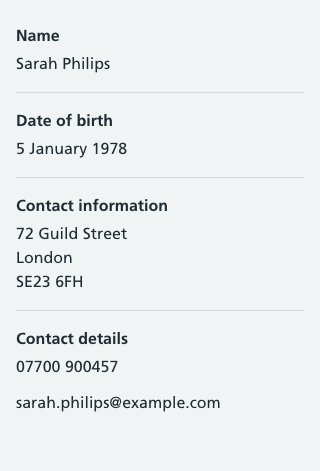 Name
Sarah Philips
Date of birth
5 January 1978
Contact information
72 Guild Street
London
SE23 6FH
Contact details
07700 900457
sarah.philips@example.com